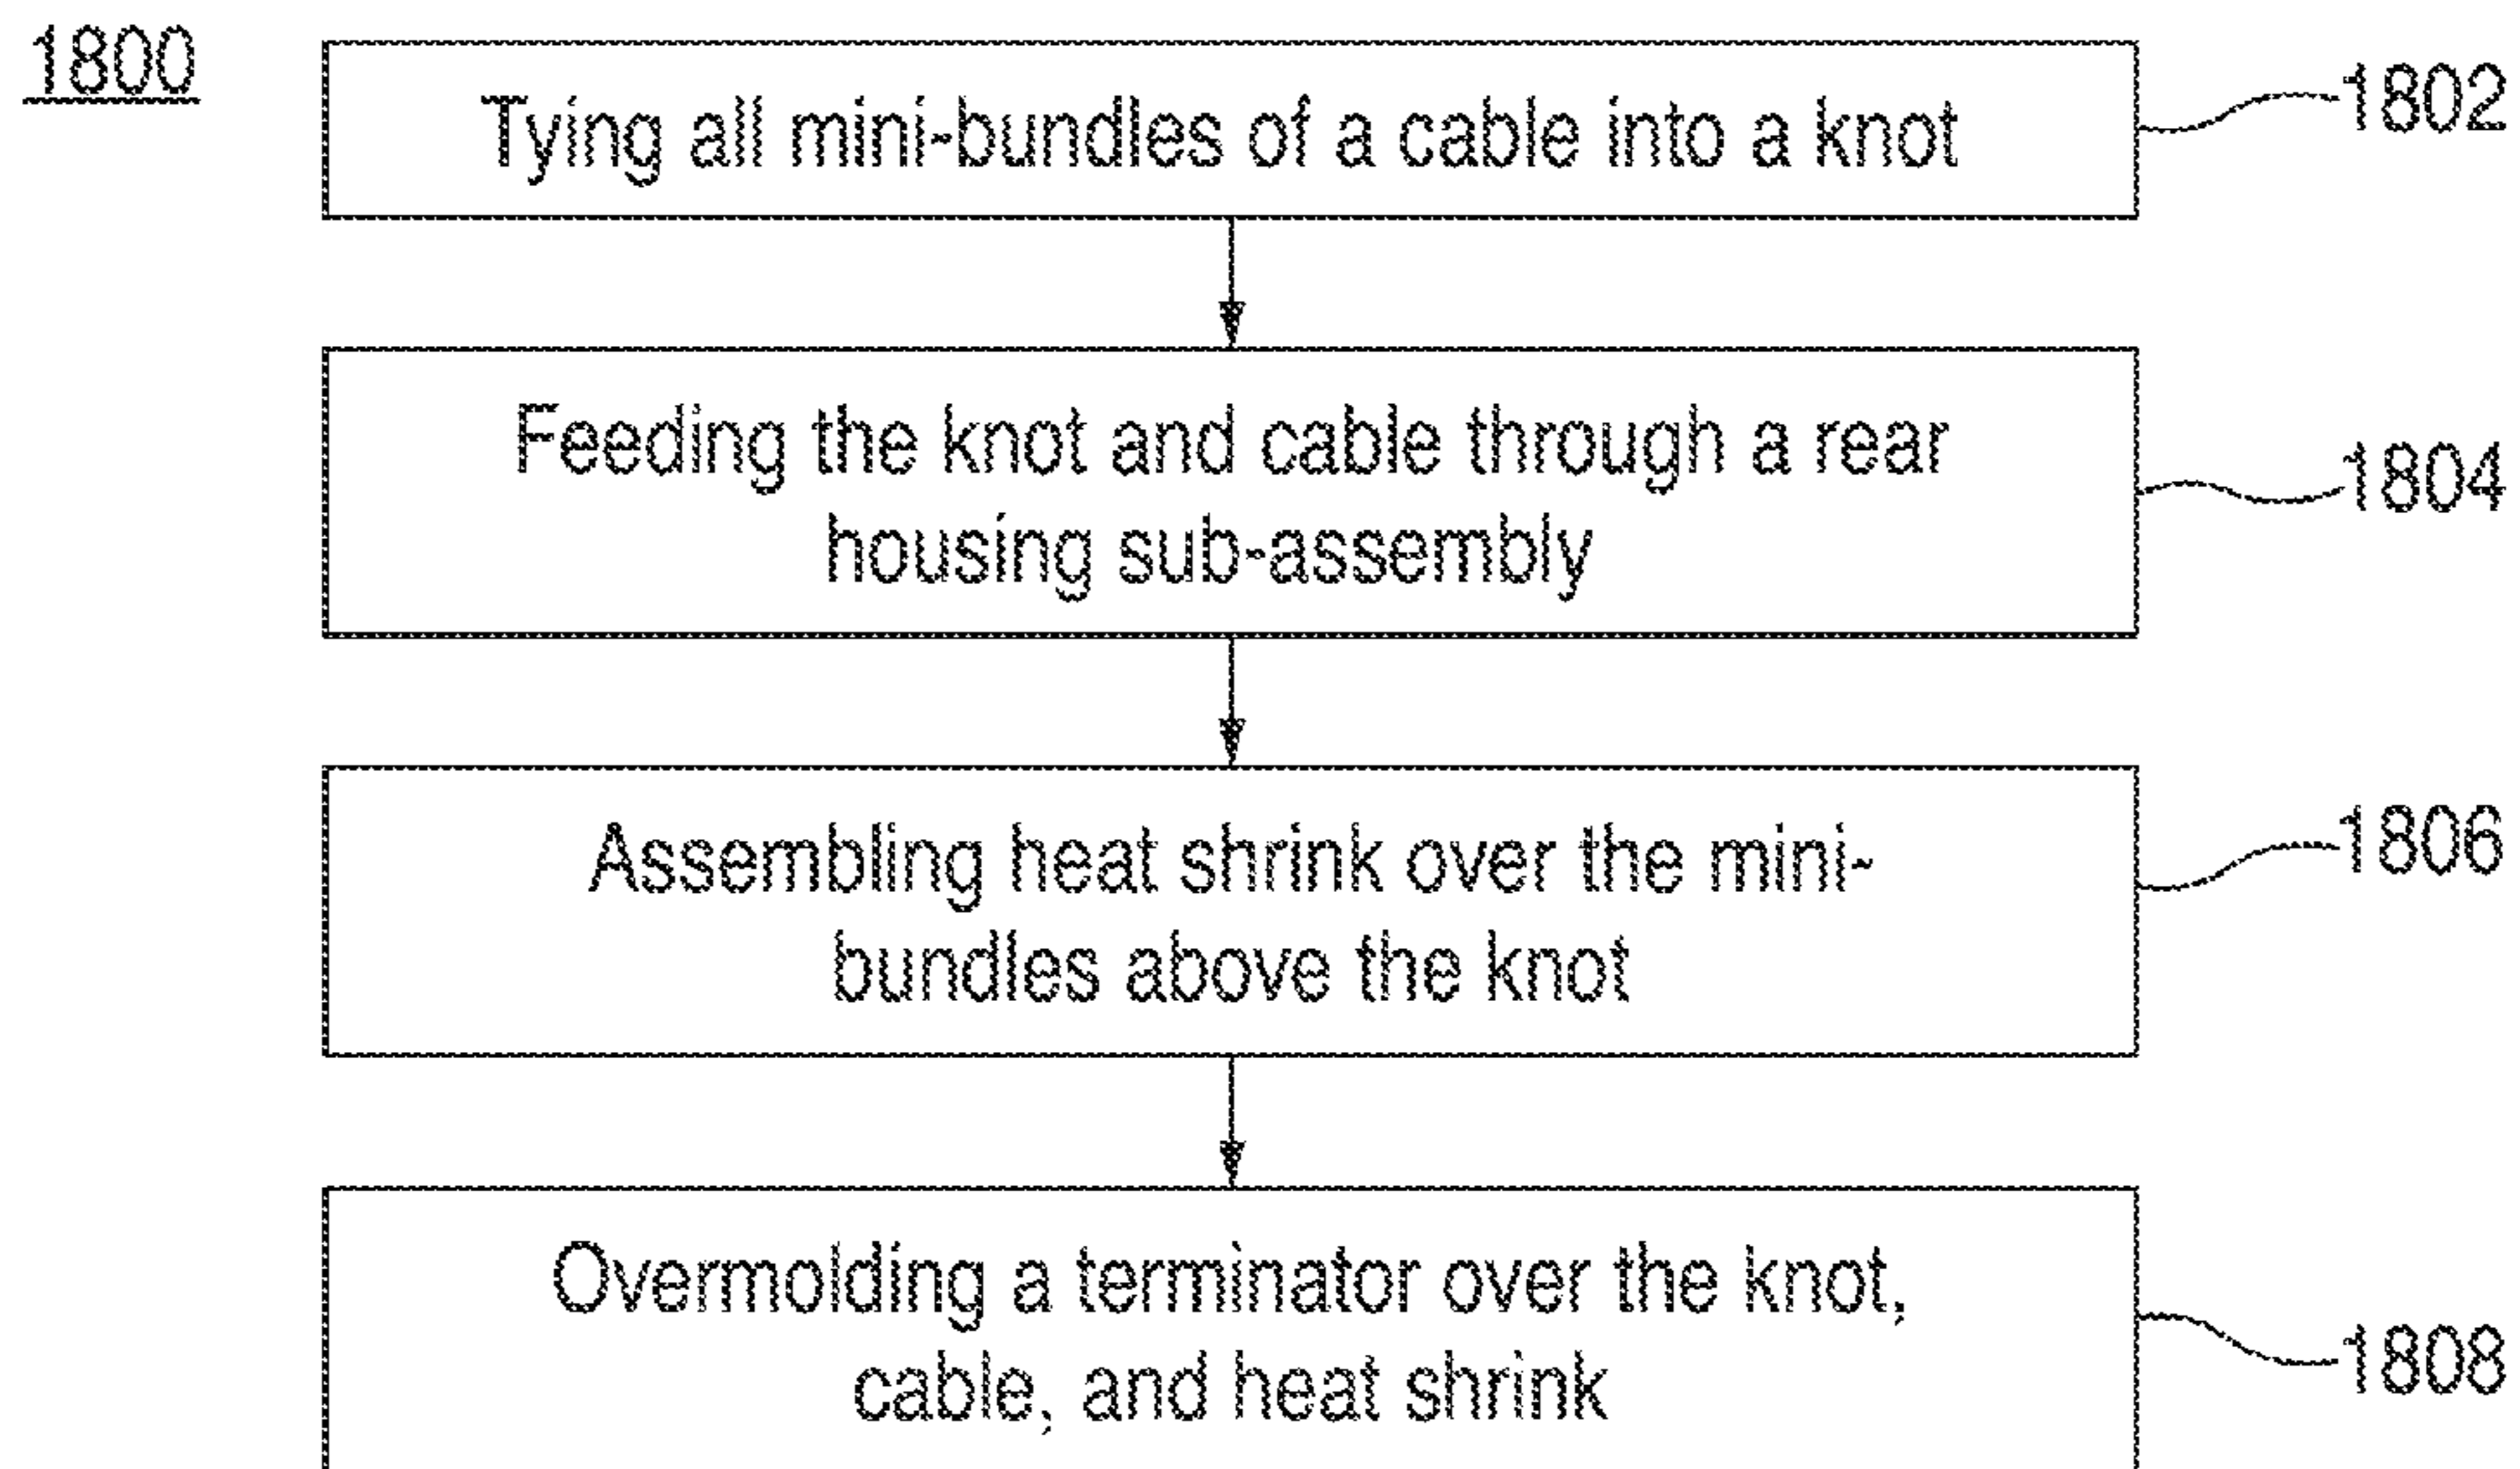 1800
Tying all mini-bundles of a cable into a knot
1802
Feeding the knot and cable through a rear
housing sub-assembly
1804
Assembling heat shrink over the mini-
bundles above the knot
1806
Overmolding a terminator over the knot,
cable, and heat shrink
1808